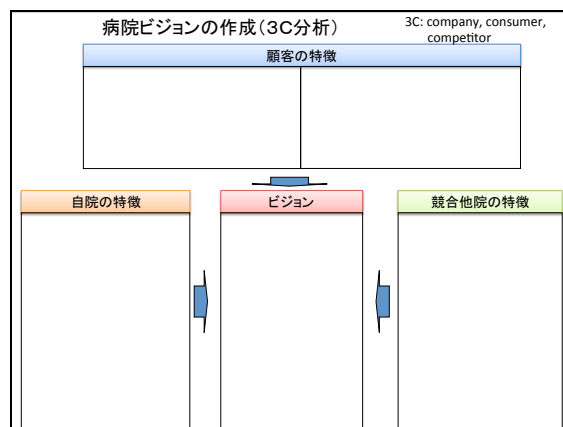 病院ビジョンの作成(3C分析)
3C: company, consumer,
competitor
顧客の特徴
自院の特徴
ビジョン
競合他院の特徴